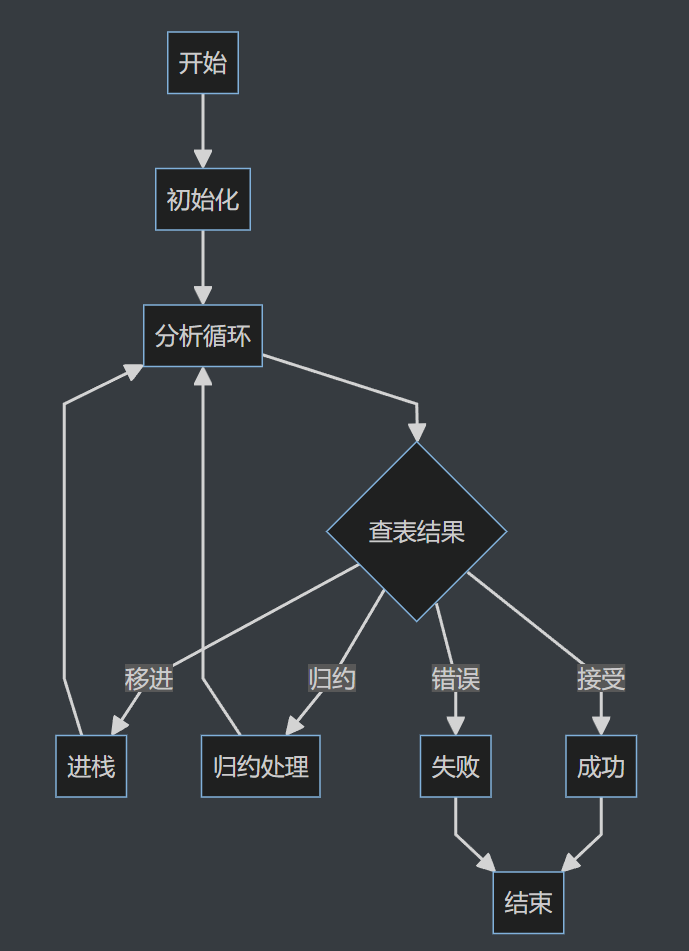 开始
初始化
分析循环
查表结果
移进
归约
错误
接受
进栈
归约处理
失败
成功
结束